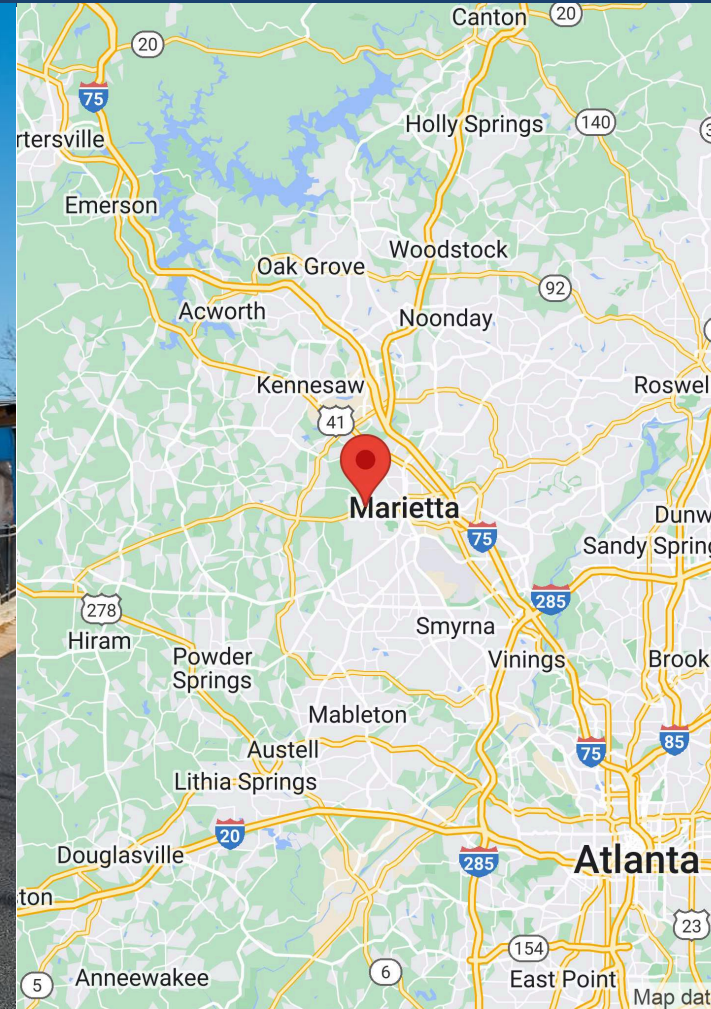 Canton
20
20
75
Holly Springs
140
rtersville
Emerson
Woodstock
Oak Grove
92
Acworth
Noonday
Kennesaw
Roswel
41
Marietta
Dunw
75
Sandy Spring
285
278
Smyrna
Hiram
Vinings
Brook
Powder
Springs
Mableton
85
75
Austell
Lithia Springs
20
Douglasville
Atlanta
285
ton
23
154
Anneewakee
6
East Point
5
Map dat